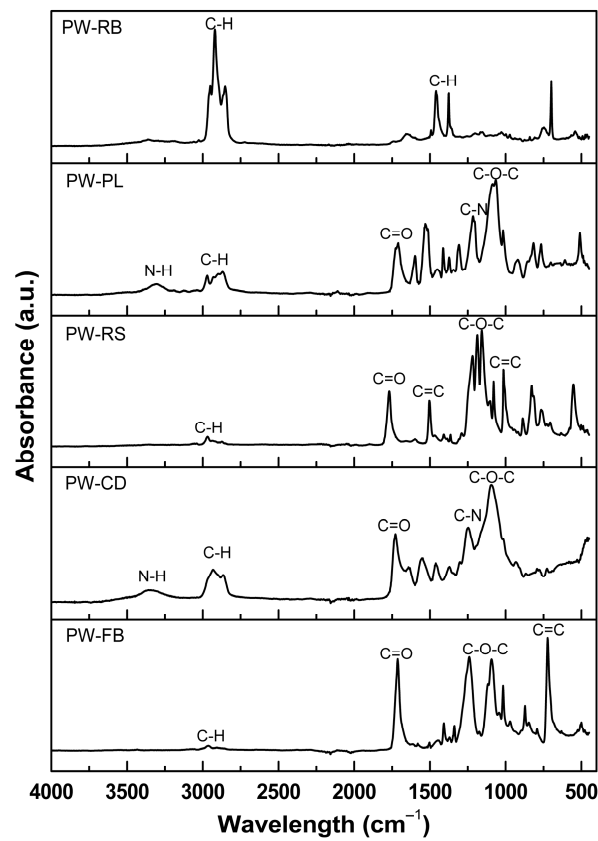 PW-RB
C-H
C-H
PW-PL
N-H
C-H
C=O
C-N
C-O-C
PW-RS
C-H
C=O
C=C
C-O-C
C=C
PW-CD
N-H
C-H
C=O
C-N
C-O-C
PW-FB
C-H
C=O
C-O-C
C=C
4000 3500 3000 2500 2000 1500 1000 500
Wavelength (cm⁻¹)
Absorbance (a.u.)